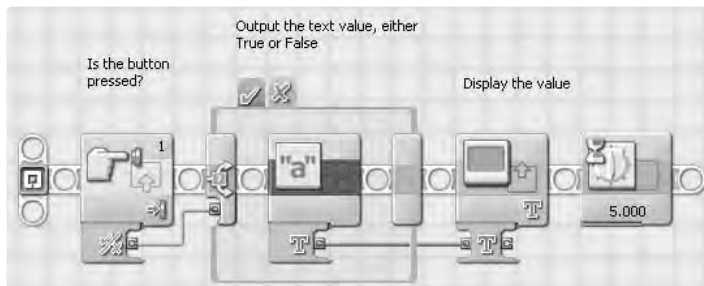 Output the text value, either
True or False
Is the button
pressed?
Display the value
1
"a"
T
T
T
5.000